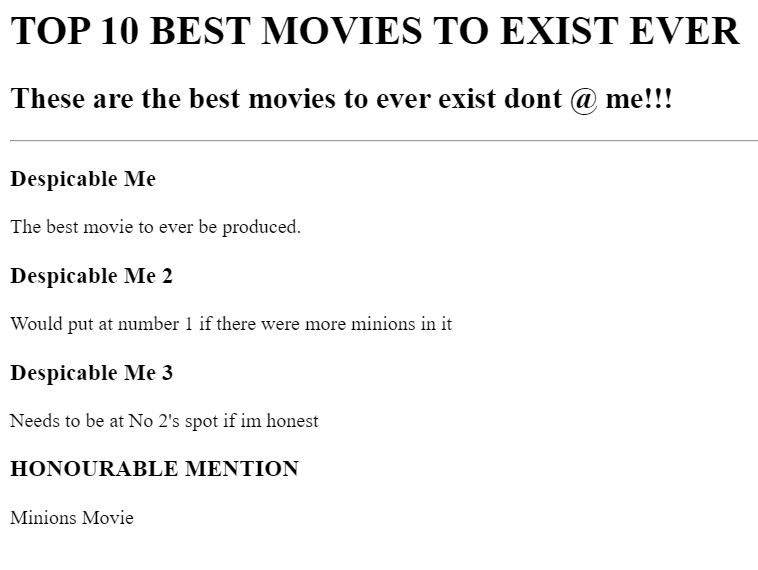 TOP 10 BEST MOVIES TO EXIST EVER
These are the best movies to ever exist dont @ me!!!
Despicable Me
The best movie to ever be produced.
Despicable Me 2
Would put at number 1 if there were more minions in it
Despicable Me 3
Needs to be at No 2's spot if im honest
HONOURABLE MENTION
Minions Movie